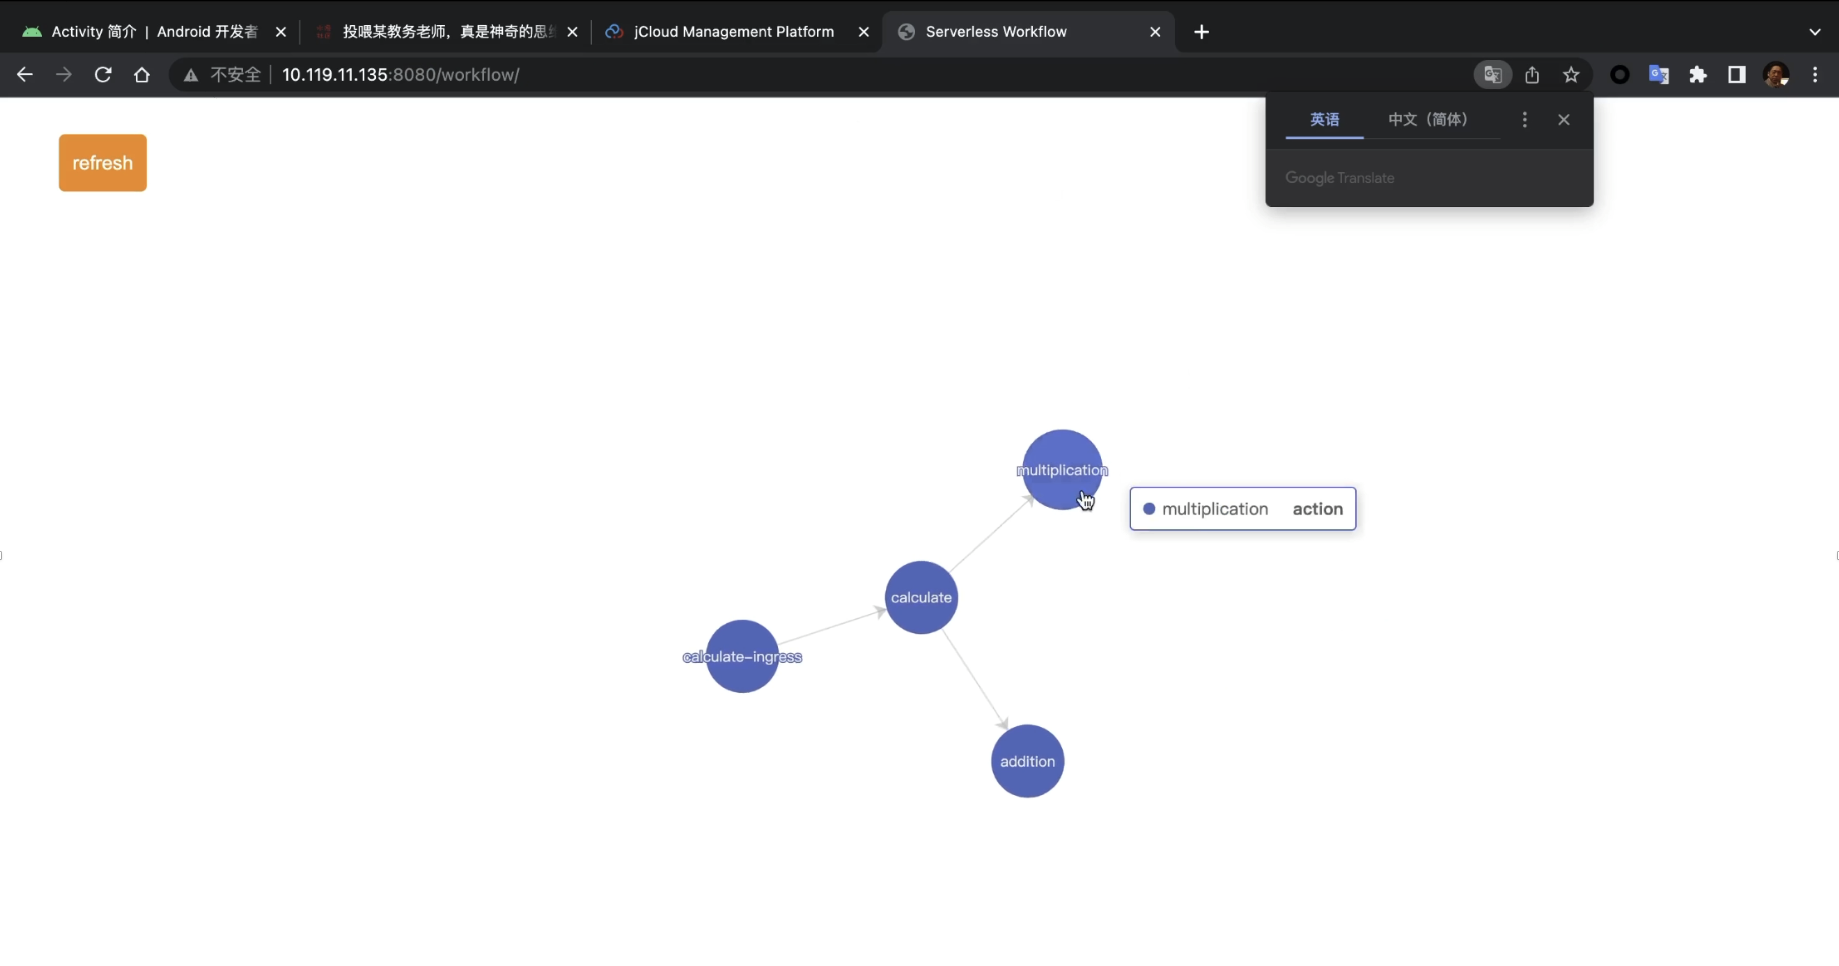 Activity 简介 | Android 开发者
投喂某教务老师，真是神奇的思
jCloud Management Platform
Serverless Workflow
不安全
10.119.11.135:8080/workflow/
英语
中文（简体）
refresh
Google Translate
multiplication
multiplication action
calculate
calculate-ingress
addition